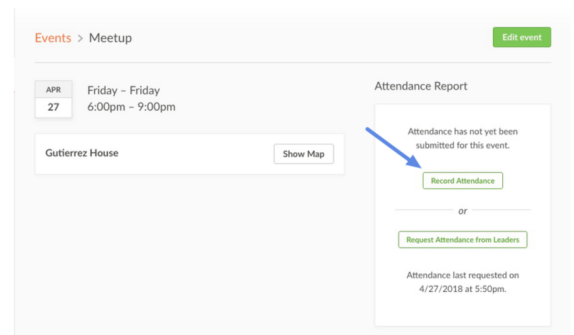 Events > Meetup
Edit event
APR
27
Friday – Friday
6:00pm – 9:00pm
Gutierrez House
Show Map
Attendance Report
Attendance has not yet been
submitted for this event.
Record Attendance
or
Request Attendance from Leaders
Attendance last requested on
4/27/2018 at 5:50pm.